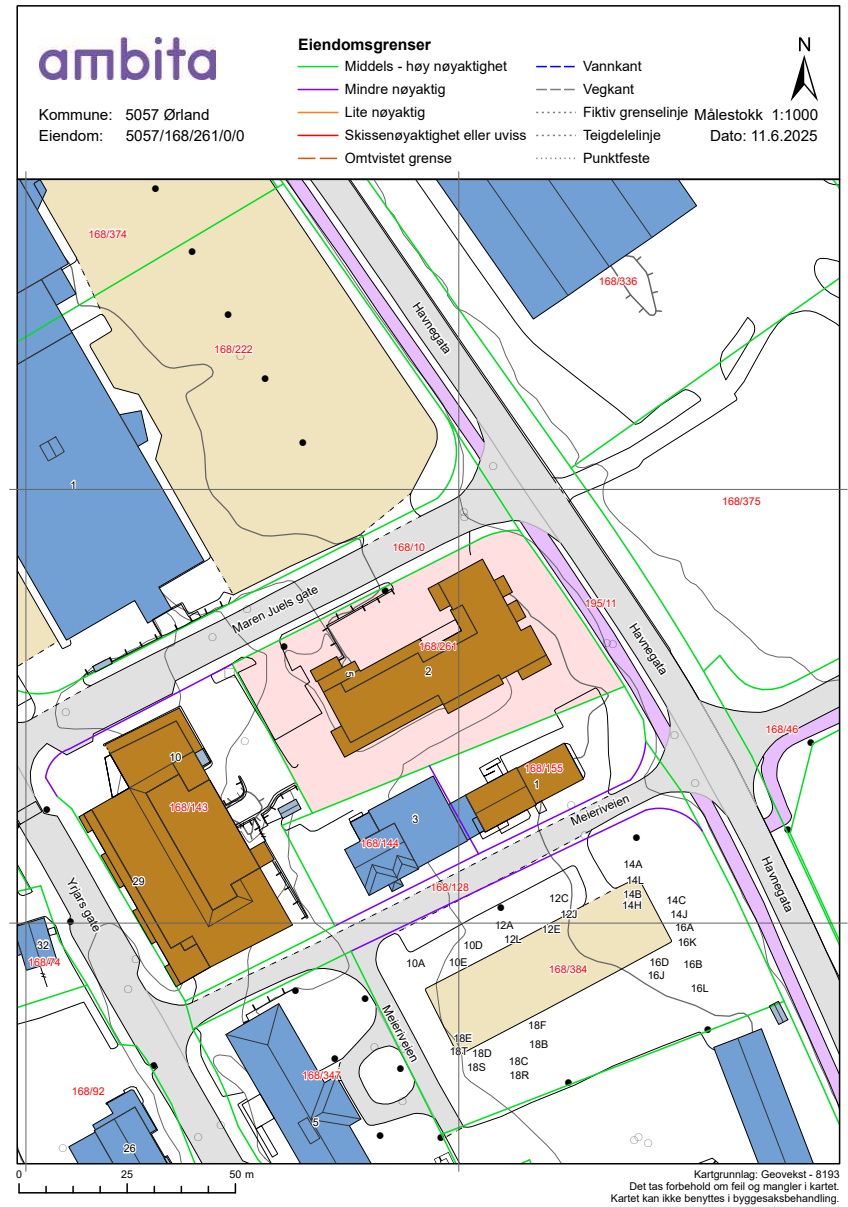 ambita
Kommune: 5057 Ørland
Eiendom: 5057/168/261/0/0
Eiendomsgrenser
Middels - høy nøyaktighet
Mindre nøyaktig
Lite nøyaktig
Skissenøyaktighet eller uviss
Omtvistet grense
Vannkant
Vegkant
Fiktiv grenselinje
Teigdelelinje
Punktfeste
N
Målestokk 1:1000
Dato: 11.6.2025
168/374
168/336
Havnegata
168/222
1
168/375
168/10
Maren Juels gate
195/11
Havnegata
168/261
2
5
168/46
10
168/155
1
168/143
3
Meieriveien
168/144
14A
14L
14B
14H
29
168/128
Yrjars gate
Havnegata
12C
12J
14C
14J
12A
12E
16A
12L
16K
32
10D
168/74
10A
10E
168/384
16D
16B
16J
16L
Meieriveien
18F
18E
18B
18T
18D
18S
18C
18R
168/347
168/92
5
26
0 25 50 m
Kartgrunnlag: Geovekst - 8193
Det tas forbehold om feil og mangler i kartet.
Kartet kan ikke benyttes i byggesaksbehandling.